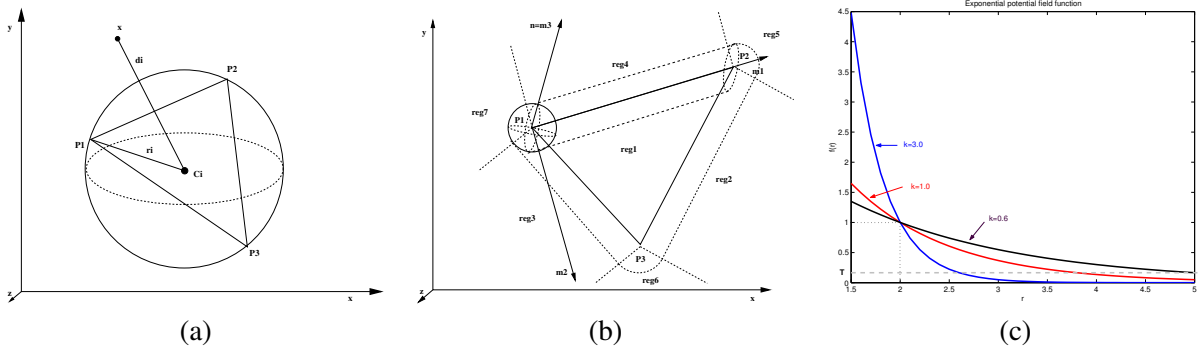 y
x
di
P2
P1
ri
Ci
P3
z
x
(a)
y
n=m3
reg5
P2
reg4
m1
reg7
P1
reg1
reg2
reg3
P3
m2
reg6
z
x
(b)
Exponential potential field function
4.5
4
3.5
3
2.5
2
1.5
1
0.5
T
0
f(r)
k=3.0
k=1.0
k=0.6
1.5
2
2.5
3
3.5
4
4.5
5
r
(c)